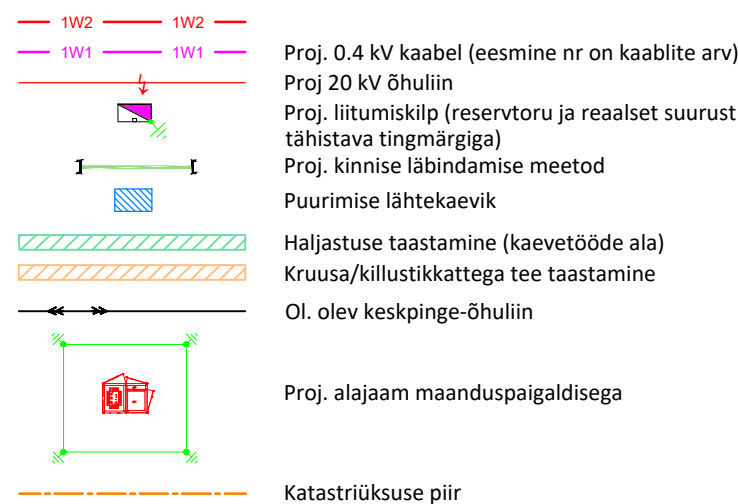 1W2 1W2
1W1 1W1 Proj. 0.4 kV kaabel (eesmine nr on kaablite arv)
Proj 20 kV õhuliin
Proj. liitumiskilp (reservtoru ja reaalset suurust
tähistava tingmärgiga)
Proj. kinnise läbindamise meetod
Puurimise lähtekaevik
Haljastuse taastamine (kaevetööde ala)
Kruusa/killustikkattega tee taastamine
Ol. olev keskpinge-õhuliin
Proj. alajaam maanduspaigaldisega
Katastriüksuse piir